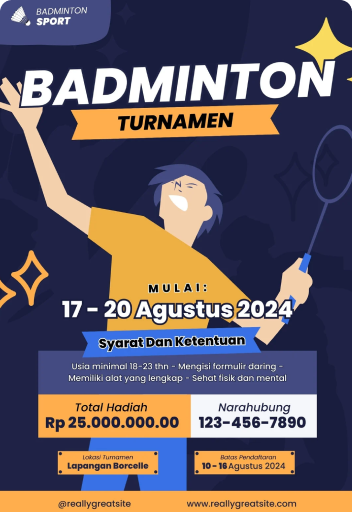 BADMINTON
SPORT
BADMINTON
TURNAMEN
MULAI:
17 - 20 Agustus 2024
Syarat Dan Ketentuan
Usia minimal 18-23 thn - Mengisi formulir daring -
Memiliki alat yang lengkap - Sehat fisik dan mental
Total Hadiah
Rp 25.000.000.00
Narahubung
123-456-7890
Lokasi Turnamen
Lapangan Borcelle
Batas Pendaftaran
10 - 16 Agustus 2024
@reallygreatsite
www.reallygreatsite.com